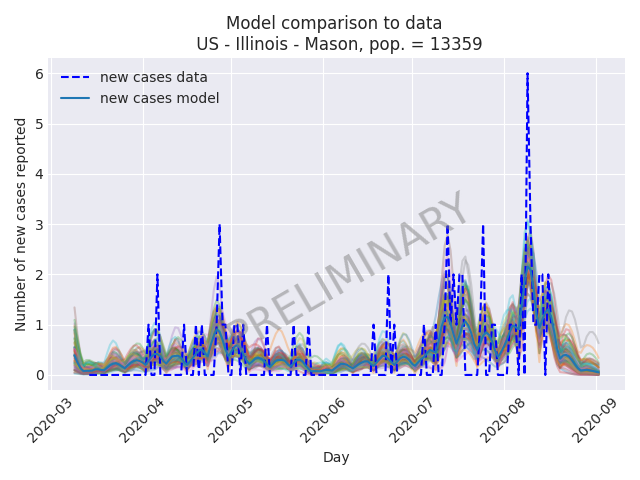 Model comparison to data
US - Illinois - Mason, pop. = 13359
new cases data
new cases model
PRELIMINARY
Number of new cases reported
6
5
4
3
2
1
0
2020-03
2020-04
2020-05
2020-06
2020-07
2020-08
2020-09
Day